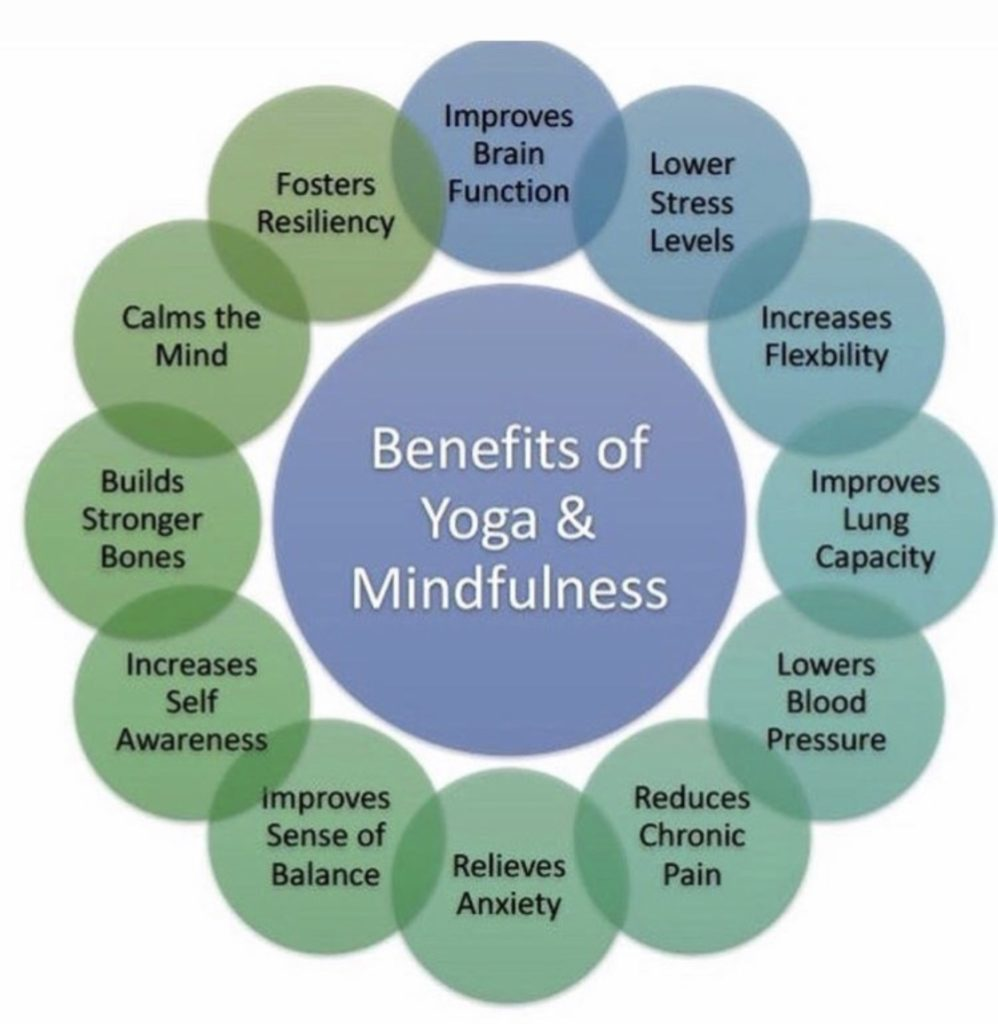 Improves
Brain
Function
Lower
Stress
Levels
Increases
Flexbility
Improves
Lung
Capacity
Lowers
Blood
Pressure
Reduces
Chronic
Pain
Relieves
Anxiety
Improves
Sense of
Balance
Increases
Self
Awareness
Builds
Stronger
Bones
Calms the
Mind
Fosters
Resiliency
Benefits of
Yoga &
Mindfulness